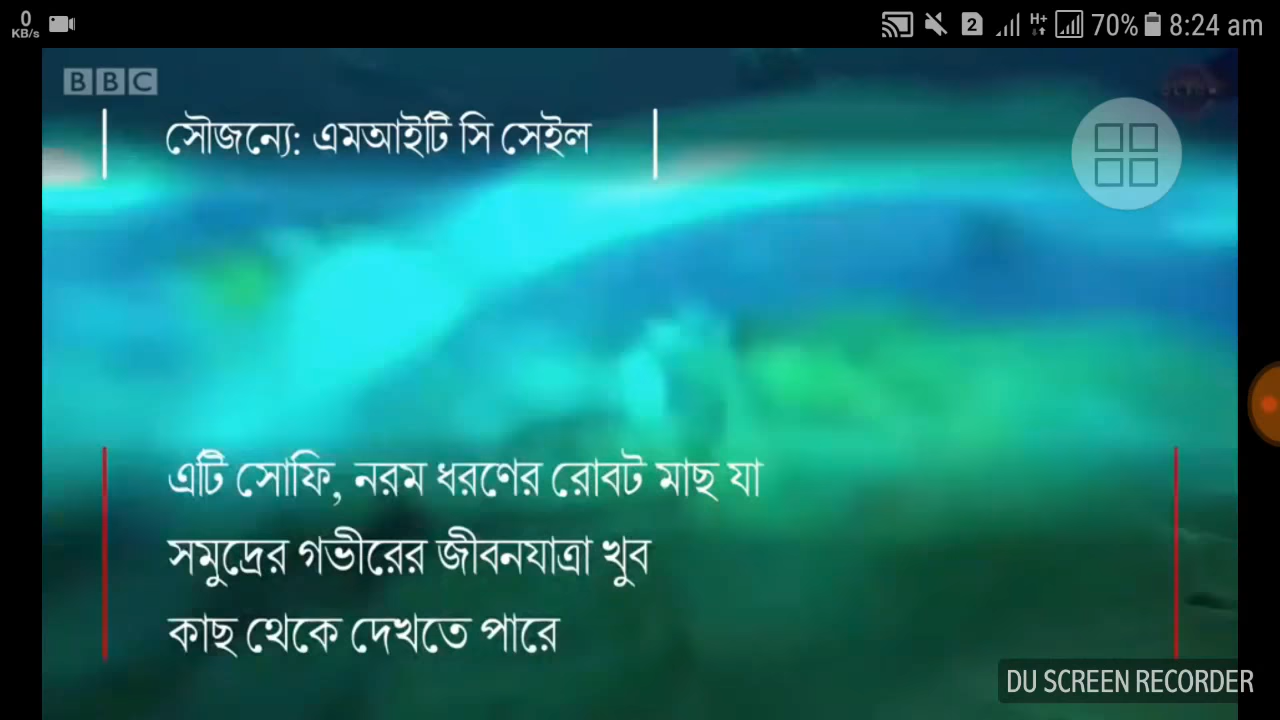 0
KB/s
2
H+
70%
8:24 am
BBC
সৌজন্যে: এমআইটি সি সেইল
এটি সোফি, নরম ধরণের রোবট মাছ যা
সমুদ্রের গভীরের জীবনযাত্রা খুব
কাছ থেকে দেখতে পারে
DU SCREEN RECORDER